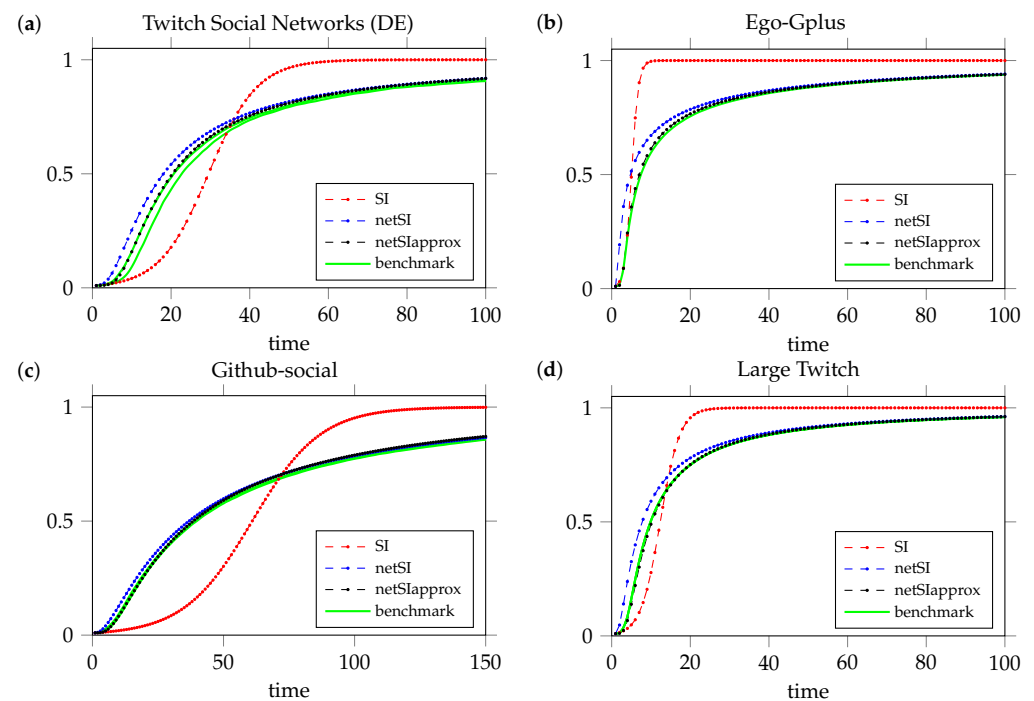 (a) Twitch Social Networks (DE)
1
0.5
0
0 20 40 60 80 100
time
SI
netSI
netSIapprox
benchmark
(b) Ego-Gplus
1
0.5
0
0 20 40 60 80 100
time
SI
netSI
netSIapprox
benchmark
(c) Github-social
1
0.5
0
0 50 100 150
time
SI
netSI
netSIapprox
benchmark
(d) Large Twitch
1
0.5
0
0 20 40 60 80 100
time
SI
netSI
netSIapprox
benchmark